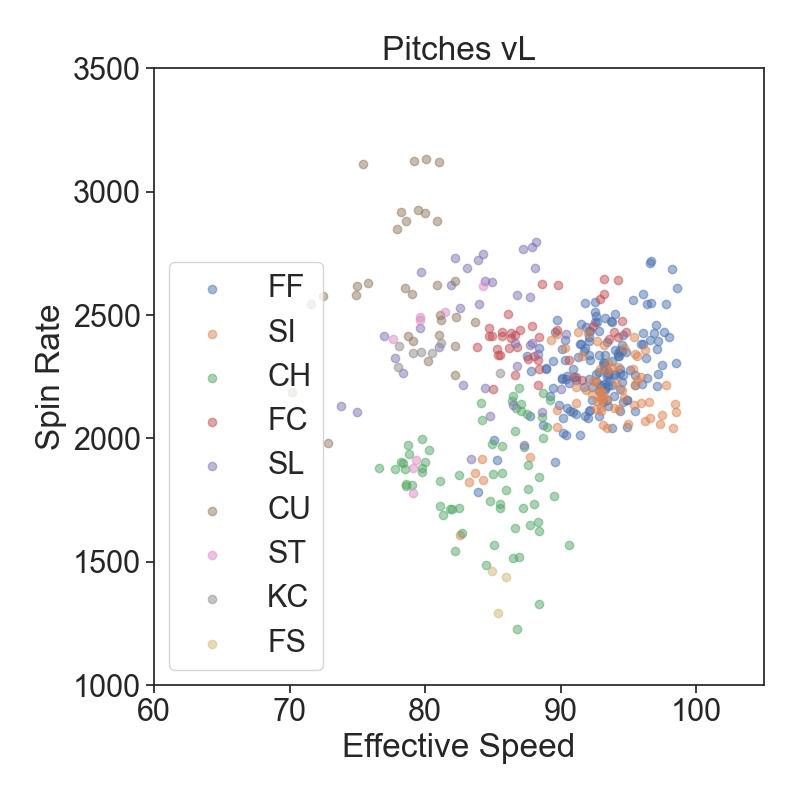 Pitches vL
3500
3000
2500
2000
1500
1000
Spin Rate
FF
SI
CH
FC
SL
CU
ST
KC
FS
60 70 80 90 100
Effective Speed